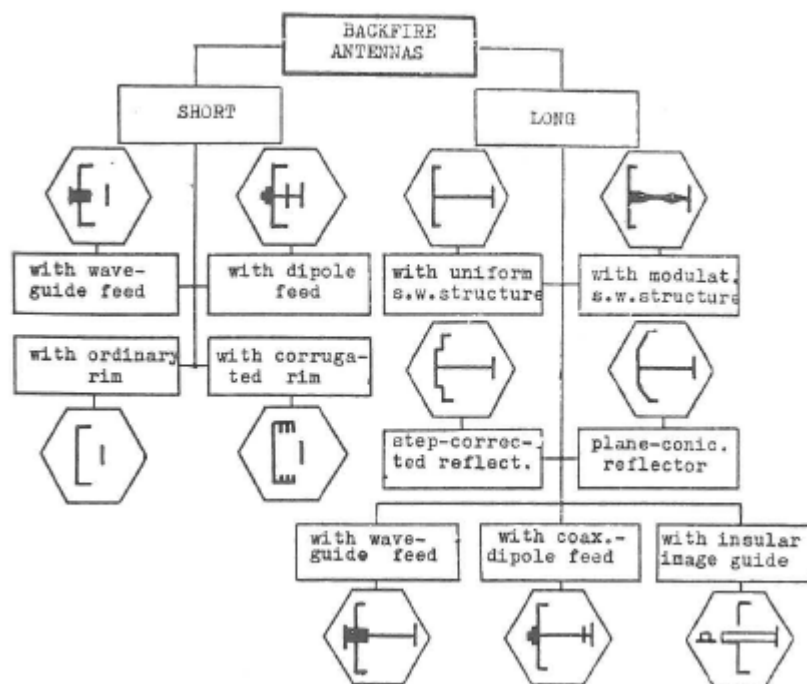 BACKFIRE
ANTENNAS
SHORT
LONG
with wave-
guide feed
with dipole
feed
with uniform
s.w.structure
with modulat.
s.w.structure
with ordinary
rim
with corruga-
ted rim
step-correc-
ted reflect.
plane-conic.
reflector
with wave-
guide feed
with coax.-
dipole feed
with insular
image guide